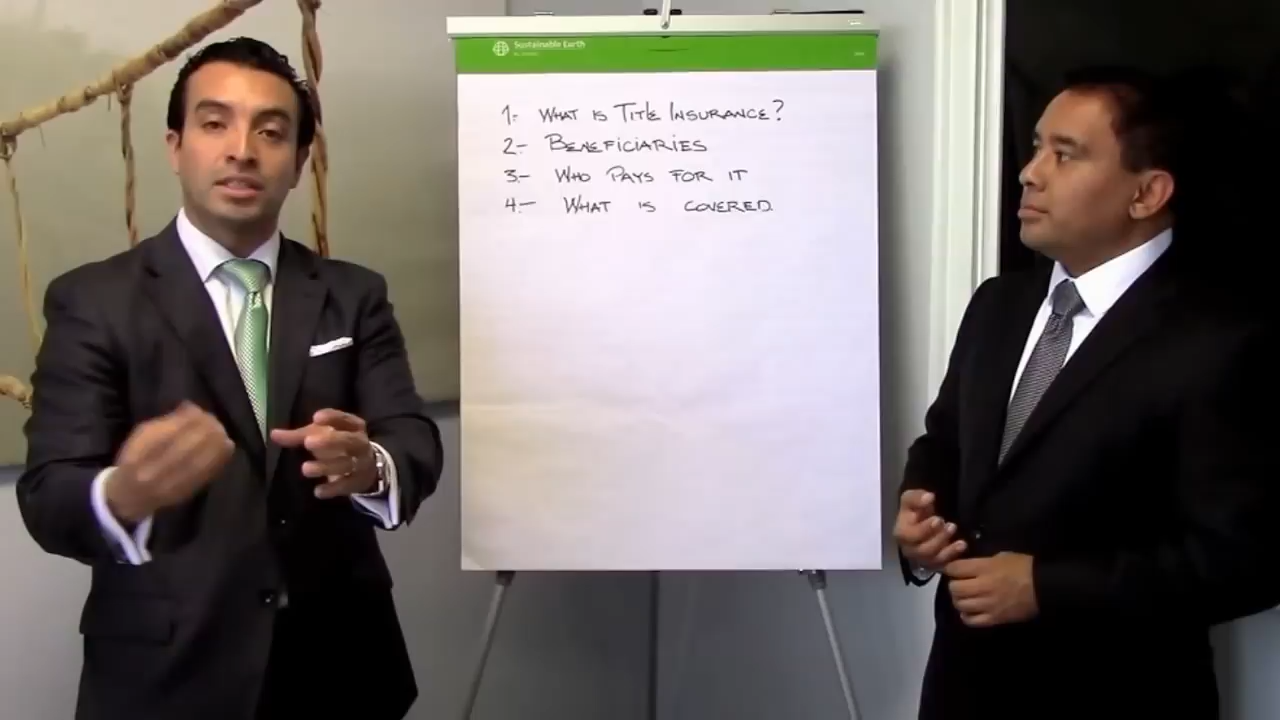 Sustainable Earth
1.- WHAT IS TITLE INSURANCE?
2.- BENEFICIARIES
3.- WHO PAYS FOR IT
4.- WHAT IS COVERED.